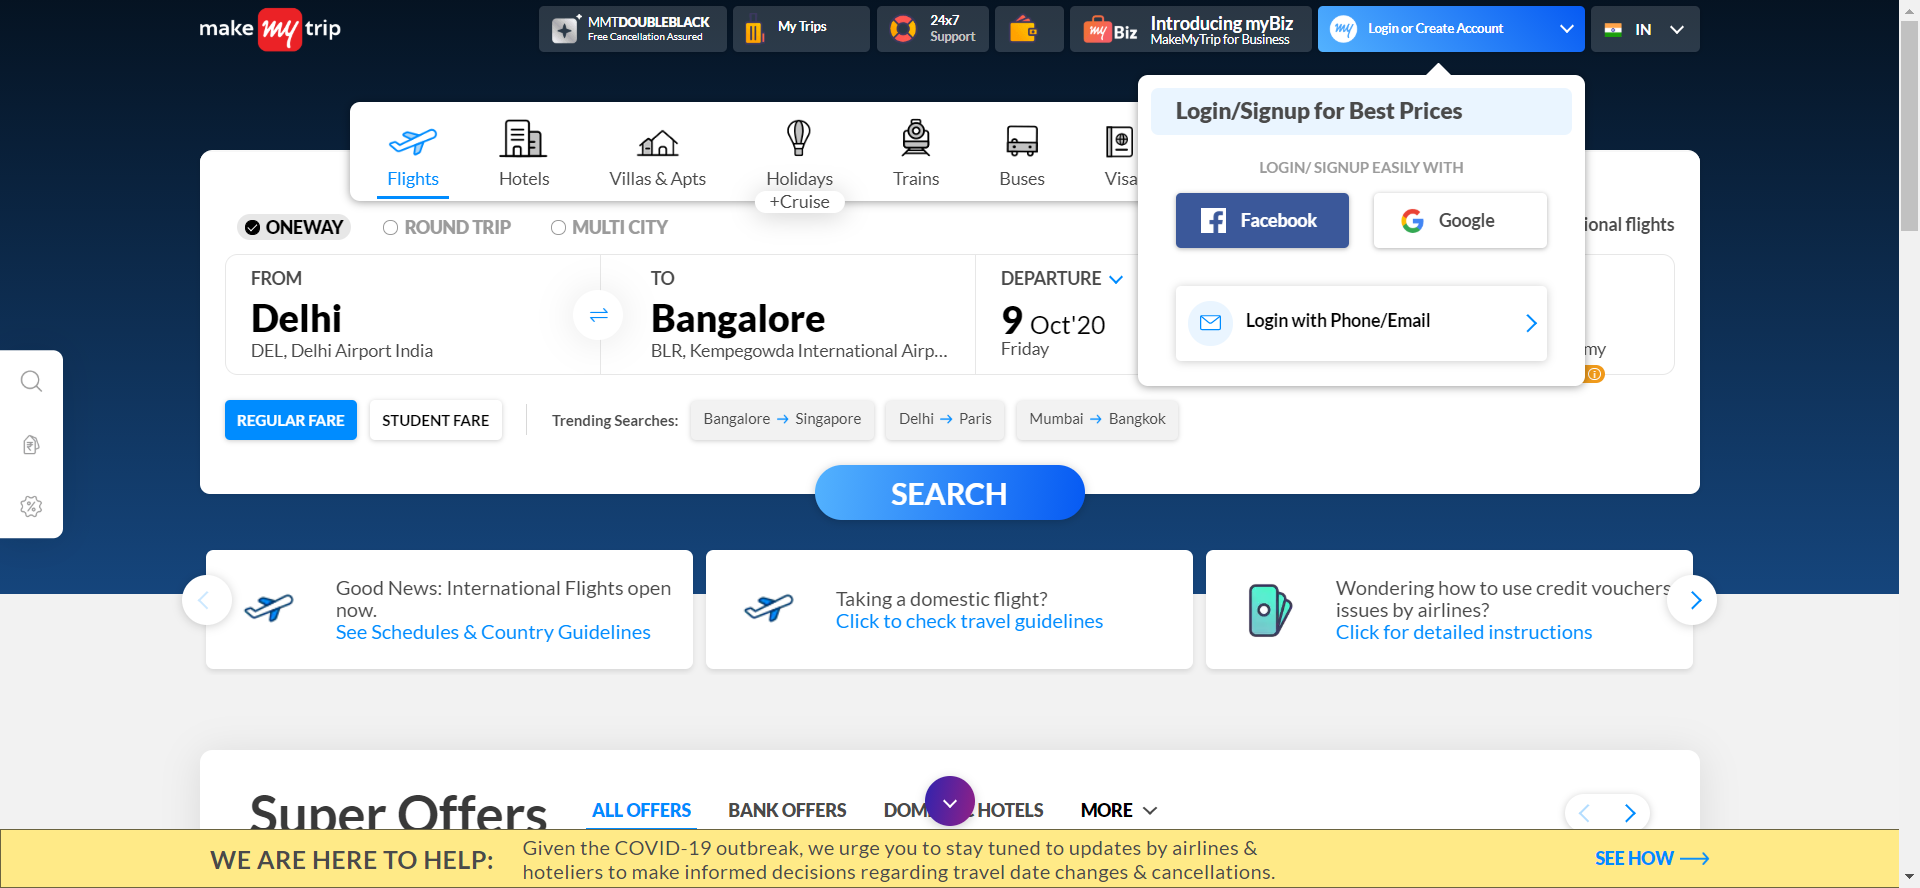 make my trip
MMTDOUBLEBLACK
Free Cancellation Assured
My Trips
24x7
Support
my Biz
Introducing myBiz
MakeMyTrip for Business
my
Login or Create Account
IN
Login/Signup for Best Prices
LOGIN/ SIGNUP EASILY WITH
Facebook
Google
Login with Phone/Email
Flights
Hotels
Villas & Apts
Holidays
+Cruise
Trains
Buses
Visa
ONEWAY
ROUND TRIP
MULTI CITY
ional flights
FROM
Delhi
DEL, Delhi Airport India
TO
Bangalore
BLR, Kempegowda International Airp...
DEPARTURE
9 Oct'20
Friday
my
REGULAR FARE
STUDENT FARE
Trending Searches:
Bangalore → Singapore
Delhi → Paris
Mumbai → Bangkok
SEARCH
Good News: International Flights open
now.
See Schedules & Country Guidelines
Taking a domestic flight?
Click to check travel guidelines
Wondering how to use credit vouchers
issues by airlines?
Click for detailed instructions
Super Offers
ALL OFFERS
BANK OFFERS
HOTELS
MORE
WE ARE HERE TO HELP:
Given the COVID-19 outbreak, we urge you to stay tuned to updates by airlines &
hoteliers to make informed decisions regarding travel date changes & cancellations.
SEE HOW